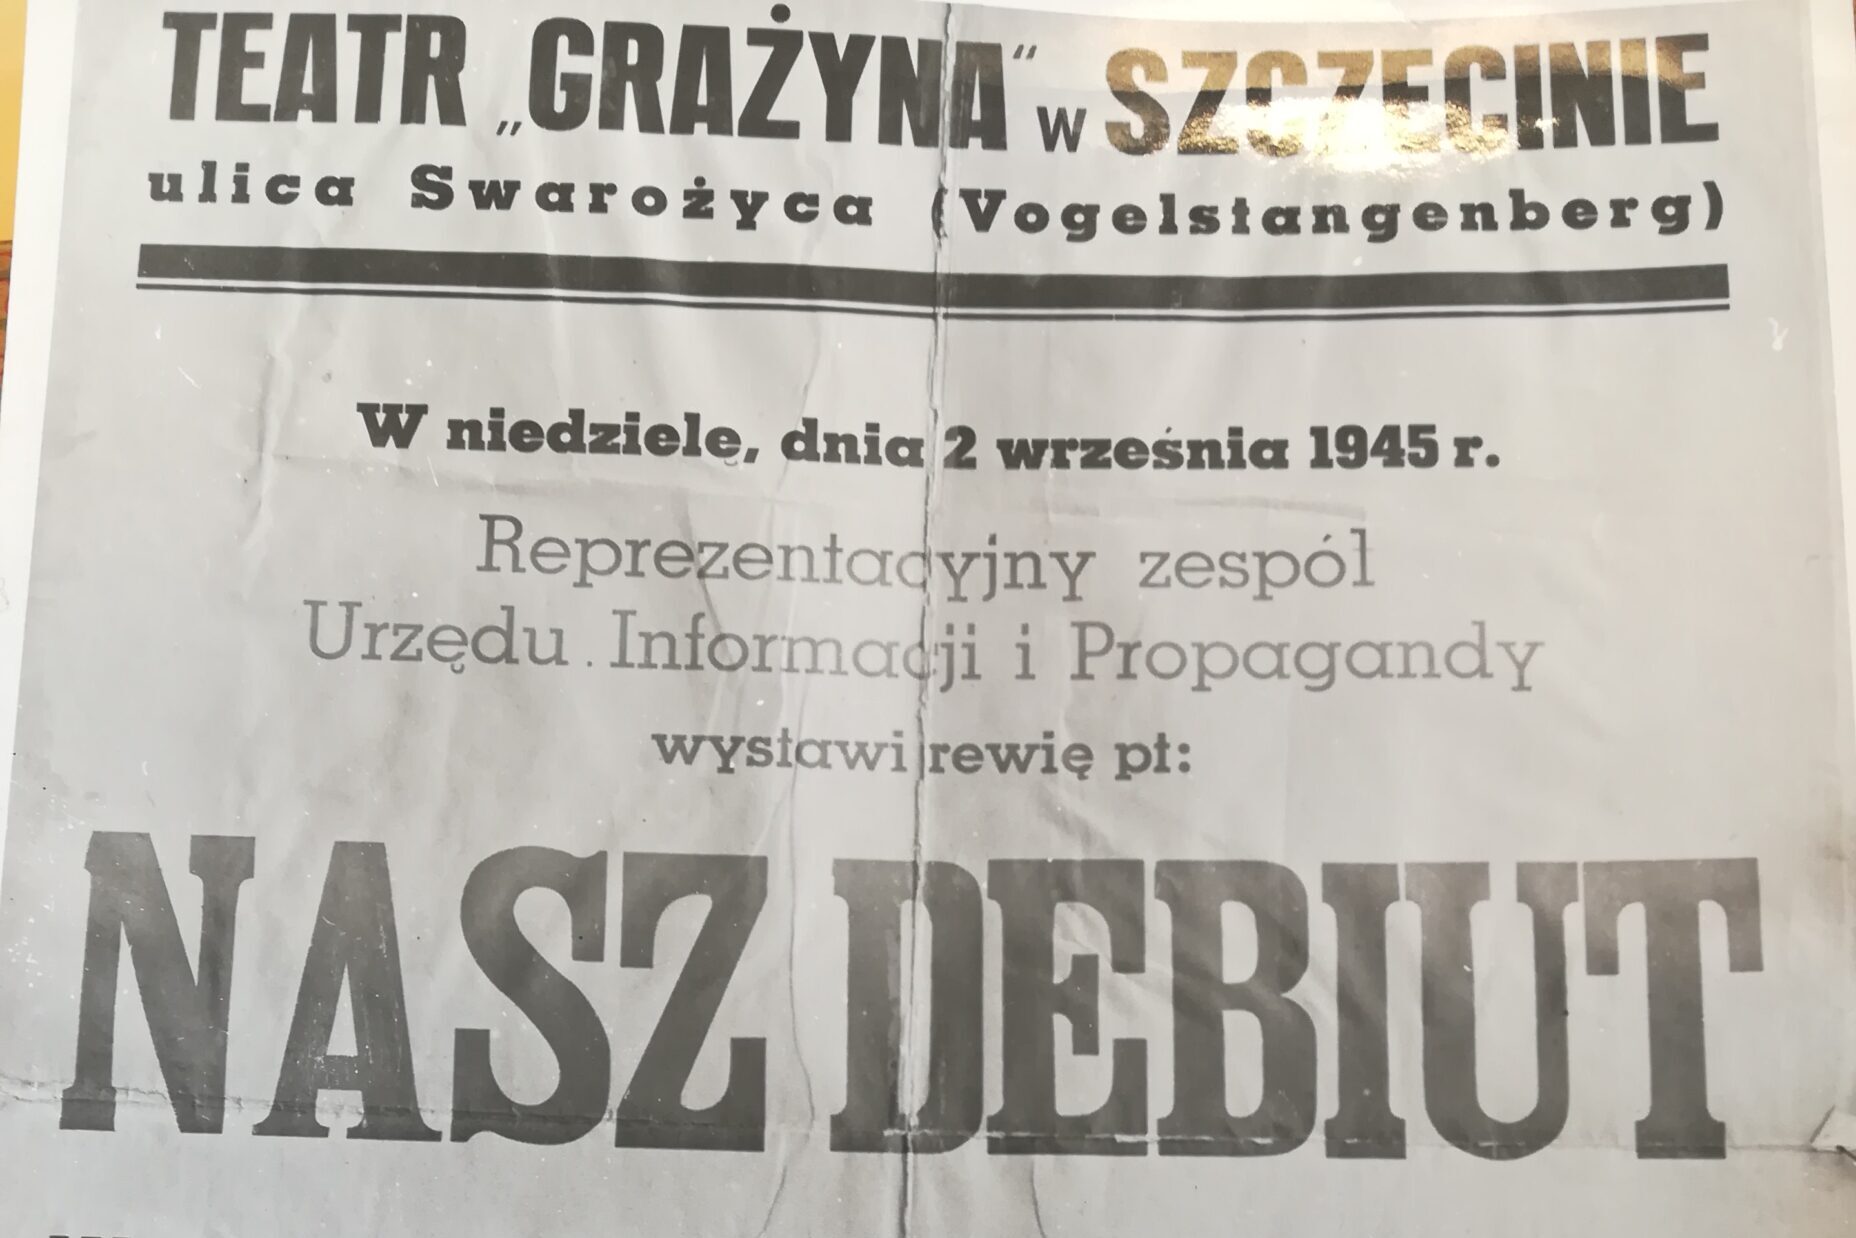 TEATR „GRAŻYNA" w SZCZECINIE
ulica Swarożyca (Vogelstangenberg)
W niedzielę, dnia 2 września 1945 r.
Reprezentacyjny zespół
Urzędu Informacji i Propagandy
wystawi rewię pt:
NASZ DEBIUT